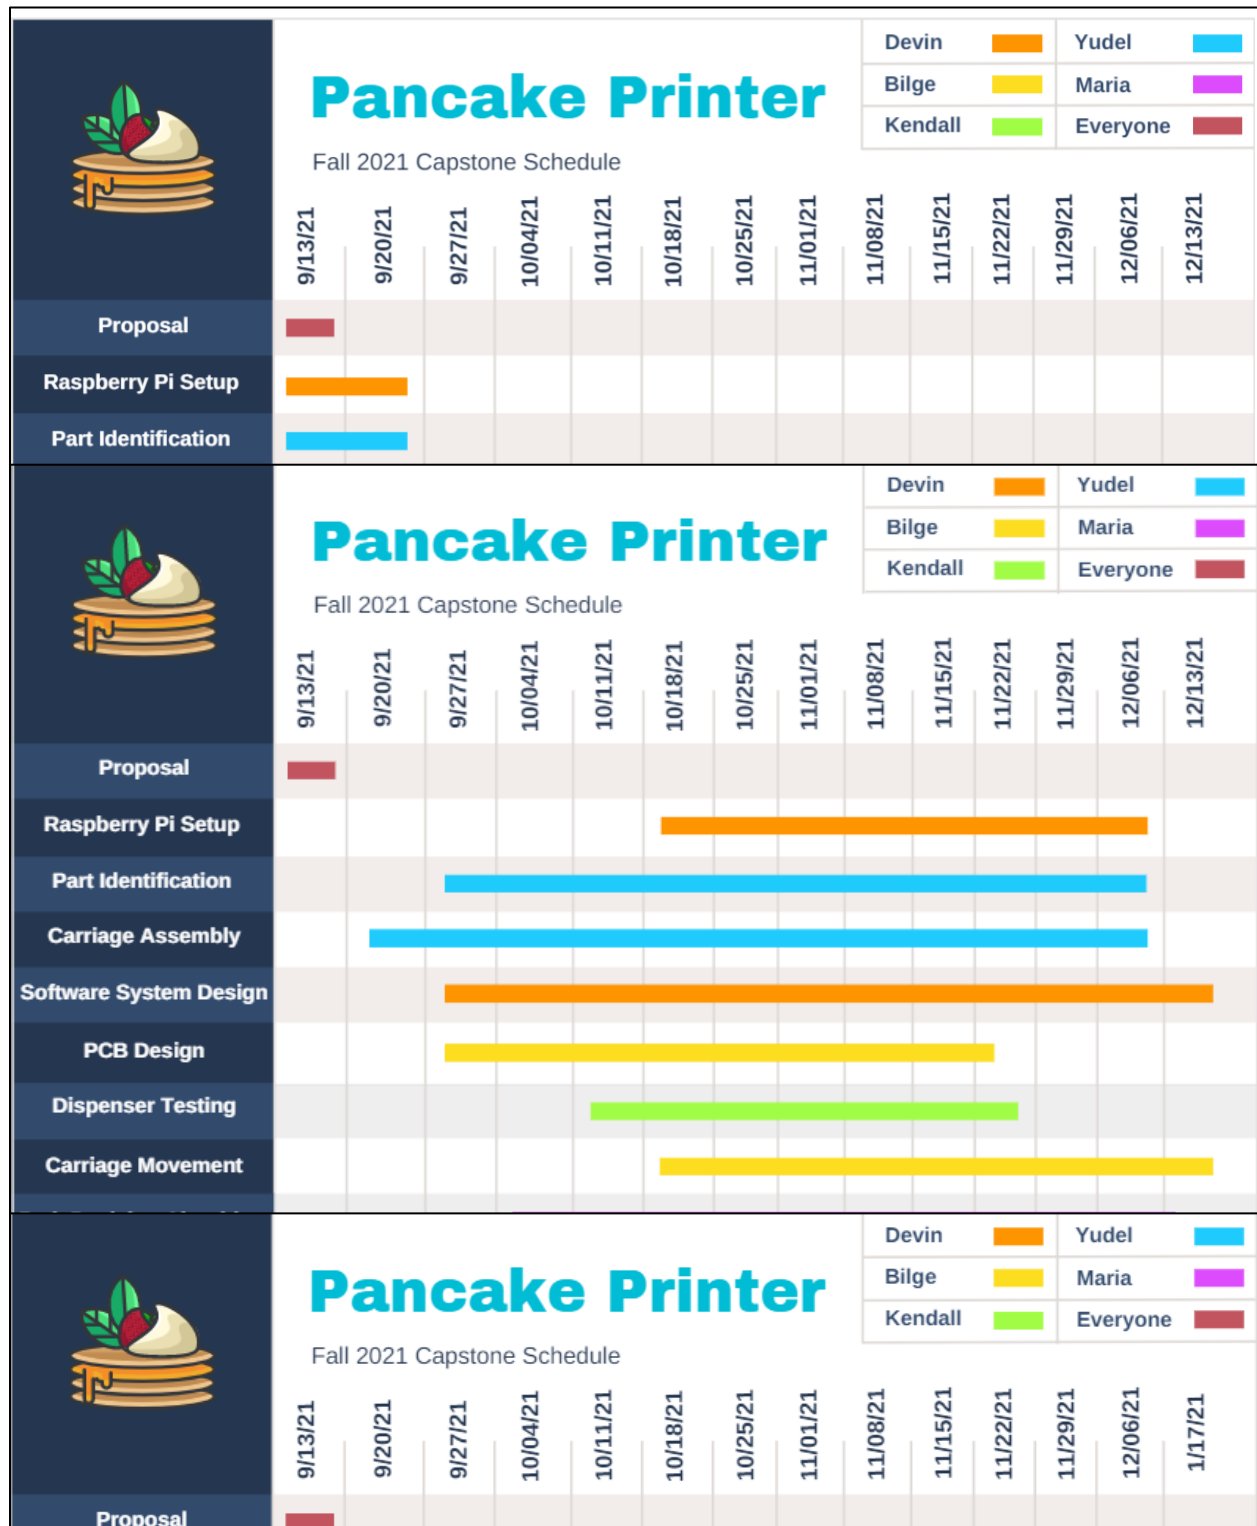 Devin Yudel
Bilge Maria
Kendall Everyone
Pancake Printer
Fall 2021 Capstone Schedule
9/13/21 9/20/21 9/27/21 10/04/21 10/11/21 10/18/21 10/25/21 11/01/21 11/08/21 11/15/21 11/22/21 11/29/21 12/06/21 12/13/21
Proposal
Raspberry Pi Setup
Part Identification
Devin Yudel
Bilge Maria
Kendall Everyone
Pancake Printer
Fall 2021 Capstone Schedule
9/13/21 9/20/21 9/27/21 10/04/21 10/11/21 10/18/21 10/25/21 11/01/21 11/08/21 11/15/21 11/22/21 11/29/21 12/06/21 12/13/21
Proposal
Raspberry Pi Setup
Part Identification
Carriage Assembly
Software System Design
PCB Design
Dispenser Testing
Carriage Movement
Devin Yudel
Bilge Maria
Kendall Everyone
Pancake Printer
Fall 2021 Capstone Schedule
9/13/21 9/20/21 9/27/21 10/04/21 10/11/21 10/18/21 10/25/21 11/01/21 11/08/21 11/15/21 11/22/21 11/29/21 12/06/21 1/17/21
Proposal